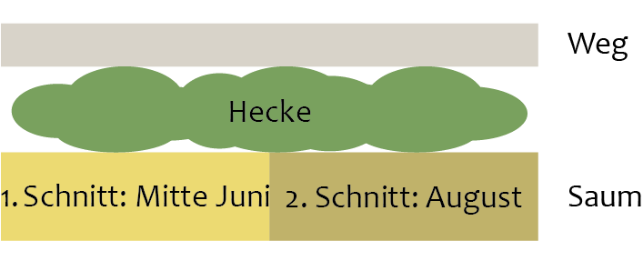 Weg
Hecke
1. Schnitt: Mitte Juni
2. Schnitt: August
Saum